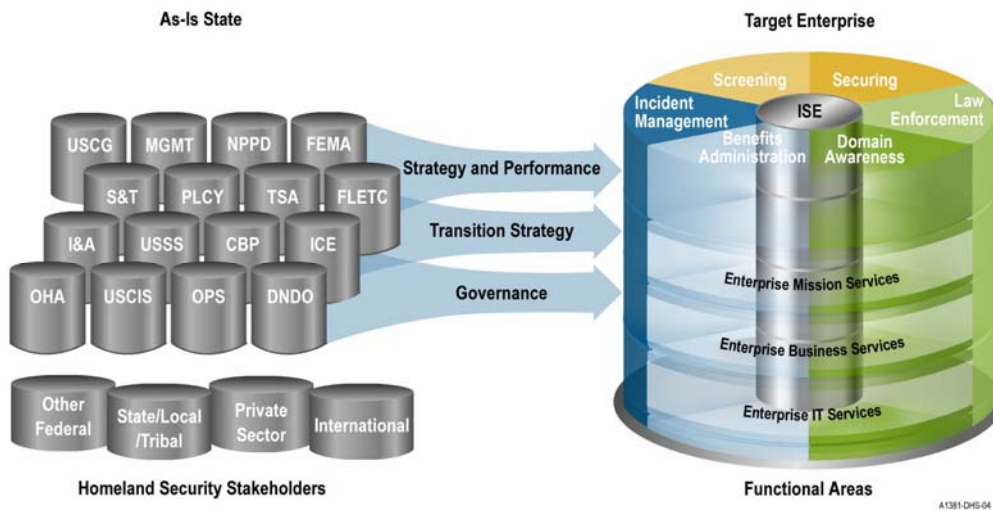 As-Is State
Target Enterprise
Screening
Securing
Incident
Management
ISE
Law
Enforcement
Benefits
Administration
Domain
Awareness
USCG
MGMT
NPPD
FEMA
S&T
PLCY
TSA
FLETC
I&A
USSS
CBP
ICE
OHA
USCIS
OPS
DNDO
Strategy and Performance
Transition Strategy
Governance
Enterprise Mission Services
Enterprise Business Services
Enterprise IT Services
Other
Federal
State/Local
/Tribal
Private
Sector
International
Homeland Security Stakeholders
Functional Areas
A1381-DHS-04